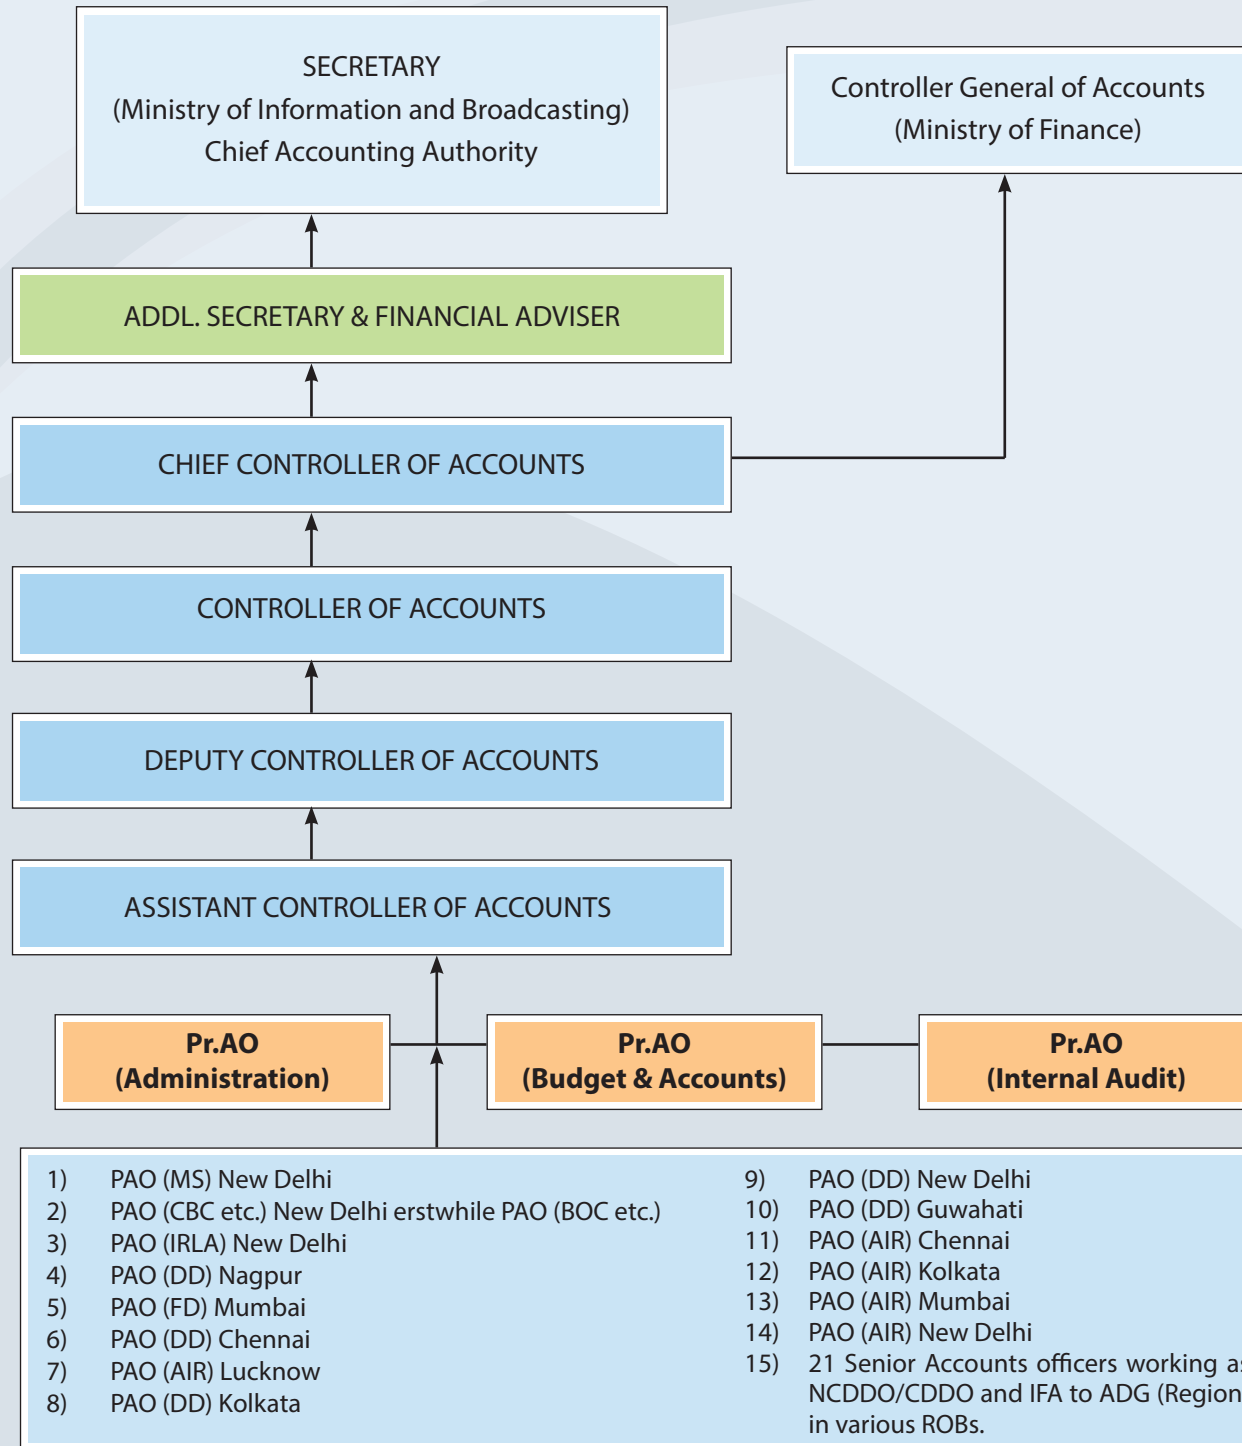 SECRETARY
(Ministry of Information and Broadcasting)
Chief Accounting Authority
Controller General of Accounts
(Ministry of Finance)
ADDL. SECRETARY & FINANCIAL ADVISER
CHIEF CONTROLLER OF ACCOUNTS
CONTROLLER OF ACCOUNTS
DEPUTY CONTROLLER OF ACCOUNTS
ASSISTANT CONTROLLER OF ACCOUNTS
Pr.AO
(Administration)
Pr.AO
(Budget & Accounts)
Pr.AO
(Internal Audit)
1) PAO (MS) New Delhi
2) PAO (CBC etc.) New Delhi erstwhile PAO (BOC etc.)
3) PAO (IRLA) New Delhi
4) PAO (DD) Nagpur
5) PAO (FD) Mumbai
6) PAO (DD) Chennai
7) PAO (AIR) Lucknow
8) PAO (DD) Kolkata
9) PAO (DD) New Delhi
10) PAO (DD) Guwahati
11) PAO (AIR) Chennai
12) PAO (AIR) Kolkata
13) PAO (AIR) Mumbai
14) PAO (AIR) New Delhi
15) 21 Senior Accounts officers working as
NCDDO/CDDO and IFA to ADG (Region)
in various ROBs.